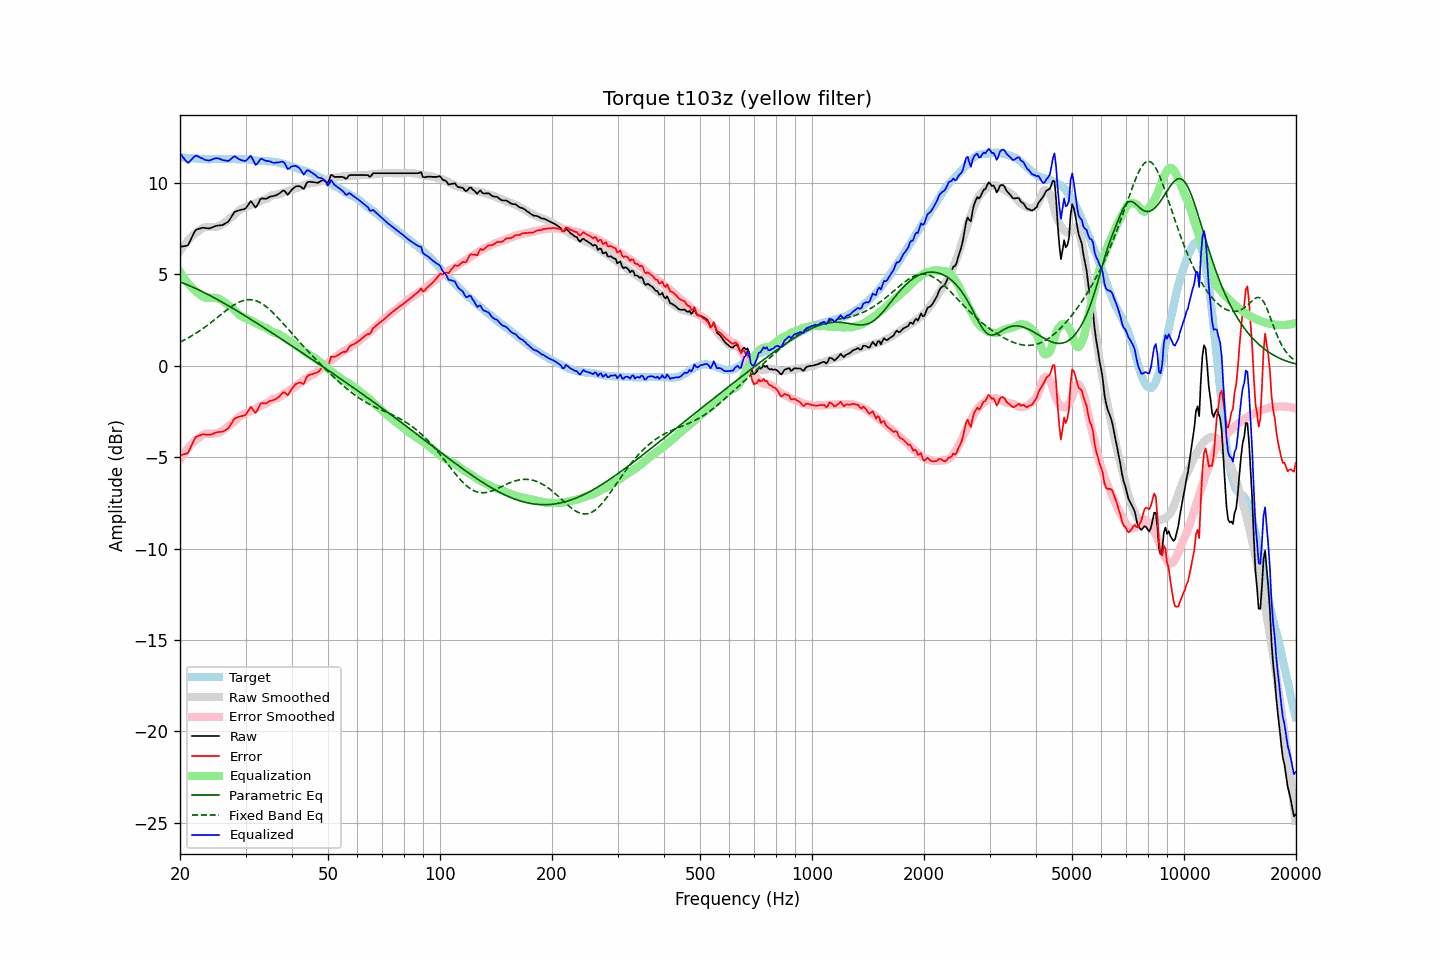 Torque t103z (yellow filter)
Amplitude (dBr)
10
5
0
−5
−10
−15
−20
−25
Target
Raw Smoothed
Error Smoothed
Raw
Error
Equalization
Parametric Eq
Fixed Band Eq
Equalized
20 50 100 200 500 1000 2000 5000 10000 20000
Frequency (Hz)